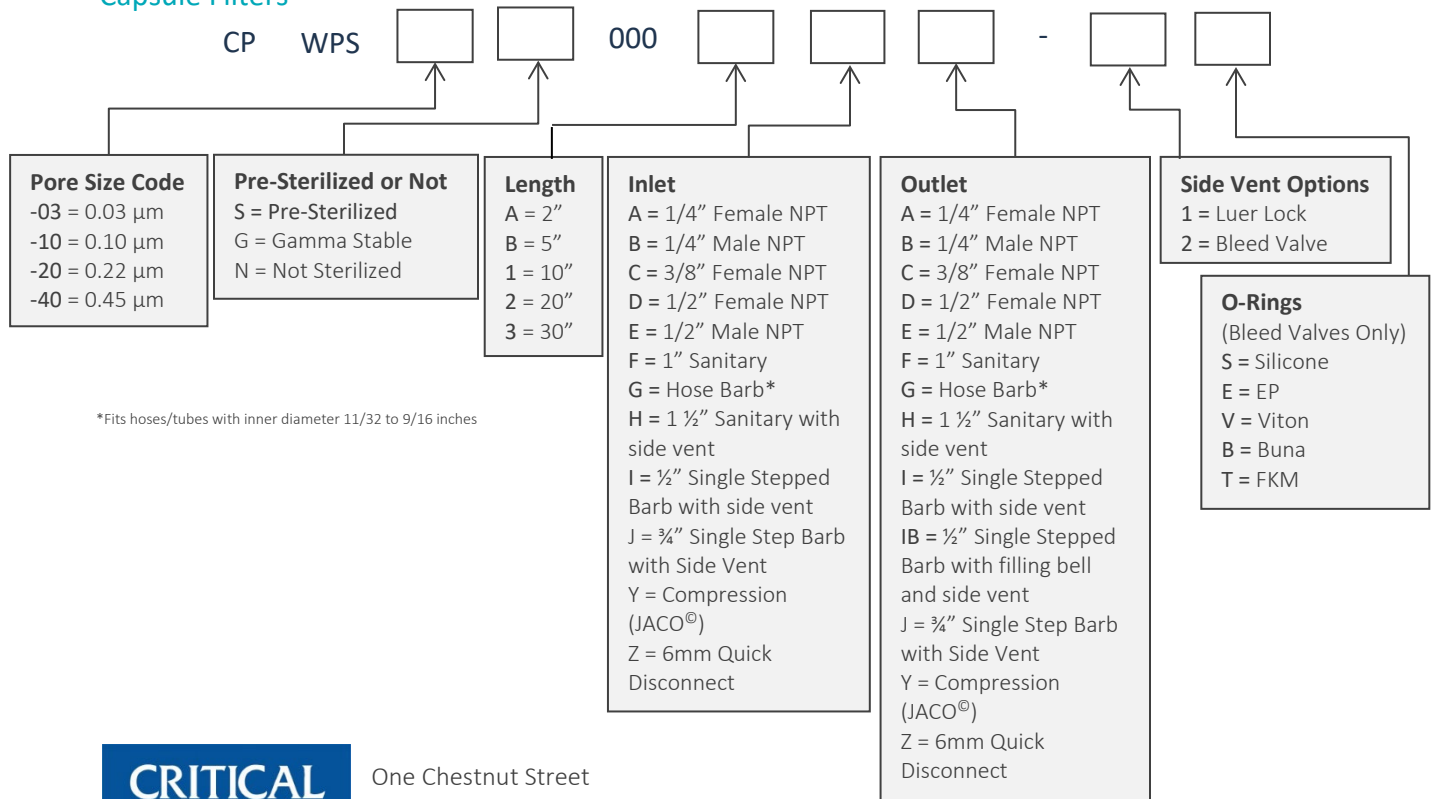 Capsule Filters
CP WPS 000 -
Pore Size Code
-03 = 0.03 µm
-10 = 0.10 µm
-20 = 0.22 µm
-40 = 0.45 µm
Pre-Sterilized or Not
S = Pre-Sterilized
G = Gamma Stable
N = Not Sterilized
Length
A = 2”
B = 5”
1 = 10”
2 = 20”
3 = 30”
Inlet
A = 1/4” Female NPT
B = 1/4” Male NPT
C = 3/8” Female NPT
D = 1/2” Female NPT
E = 1/2” Male NPT
F = 1” Sanitary
G = Hose Barb*
H = 1 ½” Sanitary with
side vent
I = ½” Single Stepped
Barb with side vent
J = ¾” Single Step Barb
with Side Vent
Y = Compression
(JACO©)
Z = 6mm Quick
Disconnect
Outlet
A = 1/4” Female NPT
B = 1/4” Male NPT
C = 3/8” Female NPT
D = 1/2” Female NPT
E = 1/2” Male NPT
F = 1” Sanitary
G = Hose Barb*
H = 1 ½” Sanitary with
side vent
I = ½” Single Stepped
Barb with side vent
IB = ½” Single Stepped
Barb with filling bell
and side vent
J = ¾” Single Step Barb
with Side Vent
Y = Compression
(JACO©)
Z = 6mm Quick
Disconnect
Side Vent Options
1 = Luer Lock
2 = Bleed Valve
O-Rings
(Bleed Valves Only)
S = Silicone
E = EP
V = Viton
B = Buna
T = FKM
*Fits hoses/tubes with inner diameter 11/32 to 9/16 inches
CRITICAL
One Chestnut Street